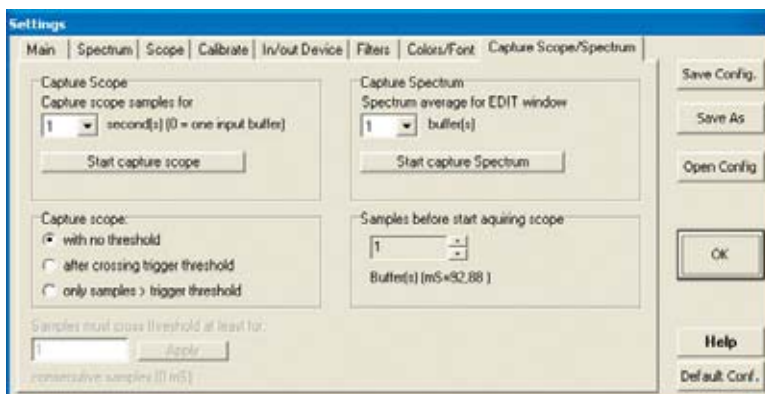 Settings
Main Spectrum Scope Calibrate In/out Device Filters Colors/Font Capture Scope/Spectrum
Capture Scope
Capture scope samples for
1 second(s) (0 = one input buffer)
Start capture scope
Capture Spectrum
Spectrum average for EDIT window
1 buffer(s)
Start capture Spectrum
Capture scope:
with no threshold
after crossing trigger threshold
only samples > trigger threshold
Samples before start aquiring scope
1
Buffer(s) (mS=92,88 )
Samples must cross threshold at least for:
1 Apply
consecutive samples (0 mS)
Save Config.
Save As
Open Config
OK
Help
Default Conf.